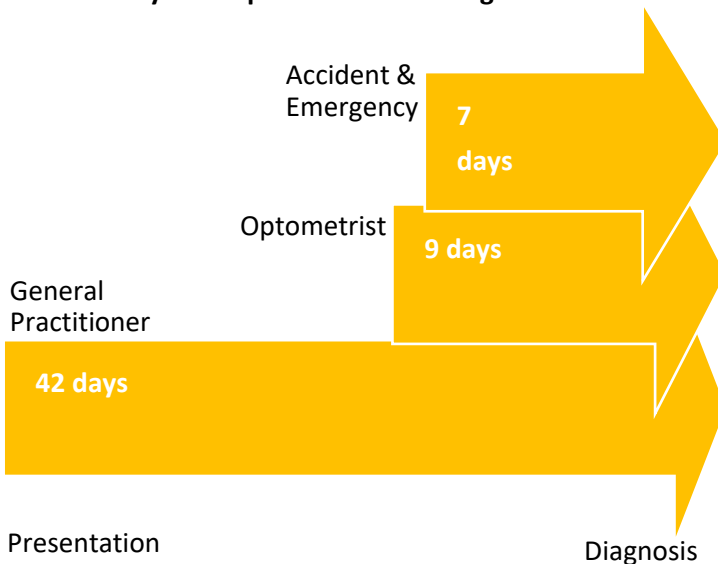 Accident &
Emergency
7
days
Optometrist
9 days
General
Practitioner
42 days
Presentation
Diagnosis